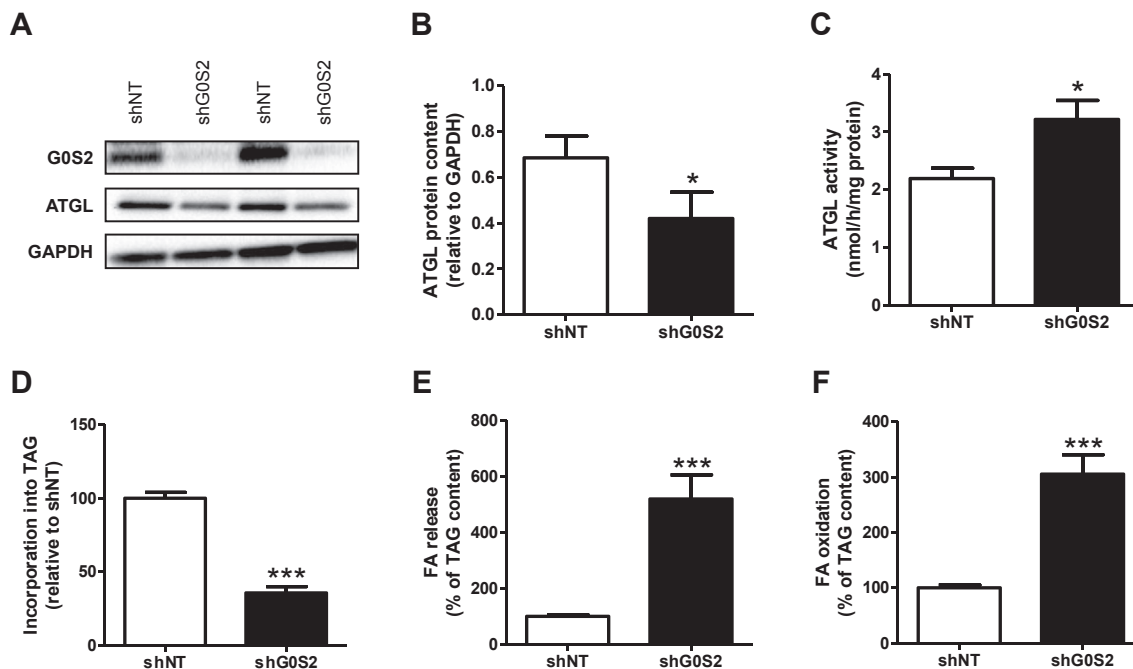 A
shNT
shG0S2
shNT
shG0S2
G0S2
ATGL
GAPDH
B
ATGL protein content
(relative to GAPDH)
1.0
0.8
0.6
0.4
0.2
0.0
*
shNT
shG0S2
C
ATGL activity
(nmol/h/mg protein)
4
3
2
1
0
*
shNT
shG0S2
D
Incorporation into TAG
(relative to shNT)
150
100
50
0
***
shNT
shG0S2
E
FA release
(% of TAG content)
800
600
400
200
0
***
shNT
shG0S2
F
FA oxidation
(% of TAG content)
400
300
200
100
0
***
shNT
shG0S2